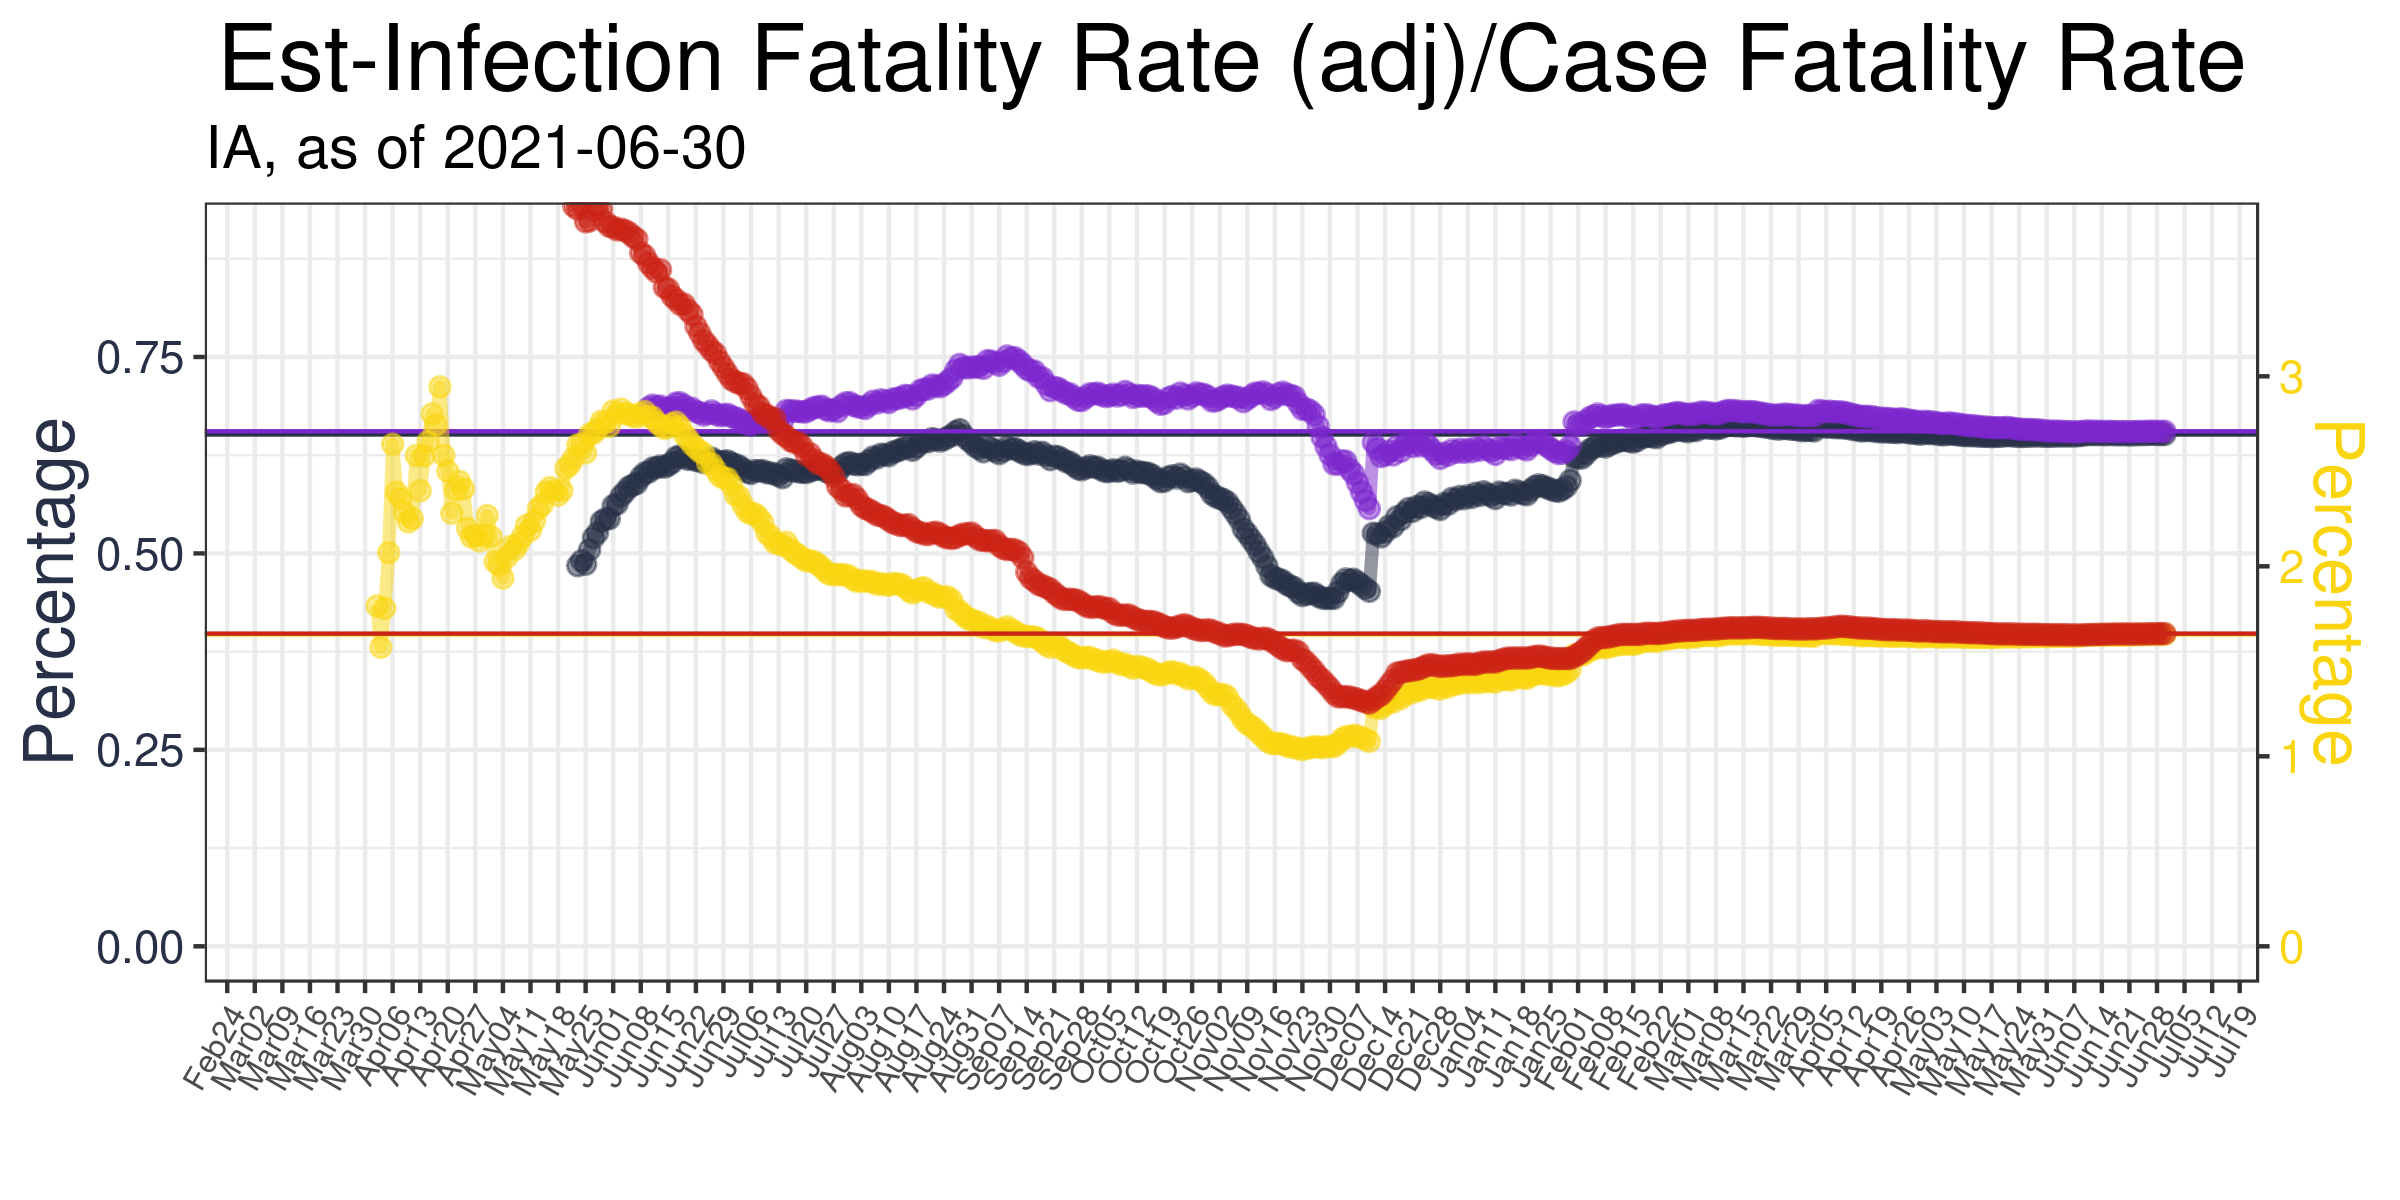 Est-Infection Fatality Rate (adj)/Case Fatality Rate
IA, as of 2021-06-30
Percentage
0.75
0.50
0.25
0.00
3
2
1
0
Percentage
Feb24
Mar02
Mar09
Mar16
Mar23
Mar30
Apr06
Apr13
Apr20
Apr27
May04
May11
May18
May25
Jun01
Jun08
Jun15
Jun22
Jun29
Jul06
Jul13
Jul20
Jul27
Aug03
Aug10
Aug17
Aug24
Aug31
Sep07
Sep14
Sep21
Sep28
Oct05
Oct12
Oct19
Oct26
Nov02
Nov09
Nov16
Nov23
Nov30
Dec07
Dec14
Dec21
Dec28
Jan04
Jan11
Jan18
Jan25
Feb01
Feb08
Feb15
Feb22
Mar01
Mar08
Mar15
Mar22
Mar29
Apr05
Apr12
Apr19
Apr26
May03
May10
May17
May24
May31
Jun07
Jun14
Jun21
Jun28
Jul05
Jul12
Jul19